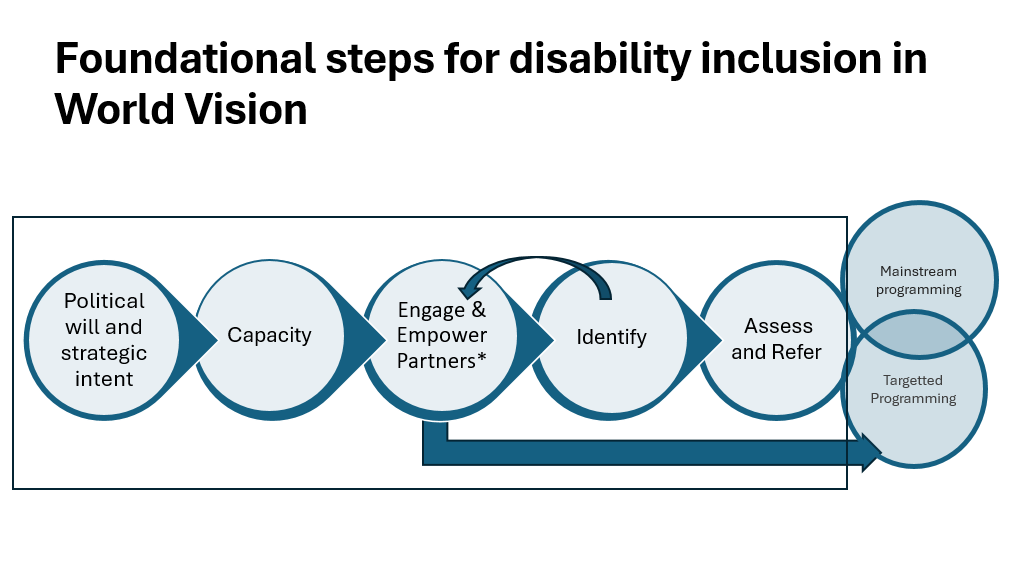 Foundational steps for disability inclusion in
World Vision
Political
will and
strategic
intent
Capacity
Engage &
Empower
Partners*
Identify
Assess
and Refer
Mainstream
programming
Targetted
Programming